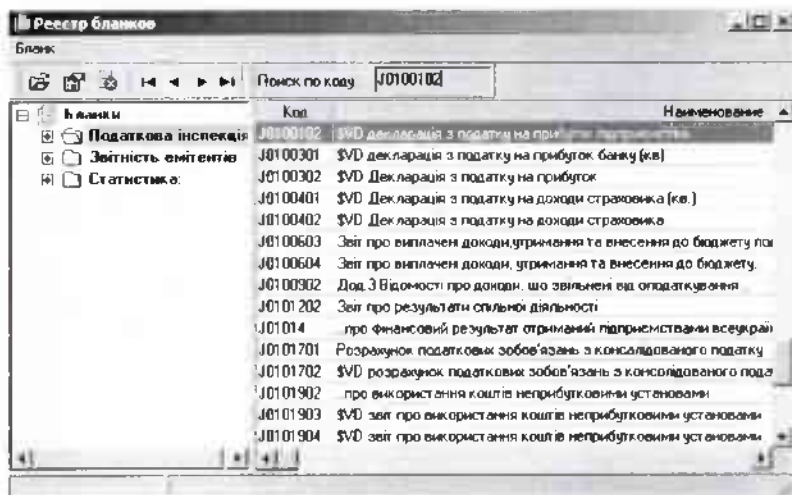 Реестр бланков
Бланк
Поиск по коду J0100102
Бланки
Податкова інспекція
Звітність емітентів
Статистика:
Код Наименование
J0100102 $VD декларація з податку на при
J0100301 $VD декларація з податку на прибуток банку (кв)
J0100302 $VD Декларація з податку на прибуток
J0100401 $VD Декларація з податку на доходи страховика (кв.)
J0100402 $VD Декларація з податку на доходи страховика
J0100603 Звіт про виплачені доходи,утримання та внесення до бюджету
J0100604 Звіт про виплачені доходи, утримання та внесення до бюджету.
J0100902 Дод.3 Відомості про доходи, що звільнені від оподаткування
J0101202 Звіт про результати спільної діяльності
J01014 про фінансовий результат отриманий підприємствами всеукраїн
J0101701 Розрахунок податкових зобов'язань з консолідованого податку
J0101702 $VD розрахунок податкових зобов'язань з консолідованого пода
J0101902 про використання коштів неприбутковими установами
J0101903 $VD звіт про використання коштів неприбутковими установами
J0101904 $VD звіт про використання коштів неприбутковими установами